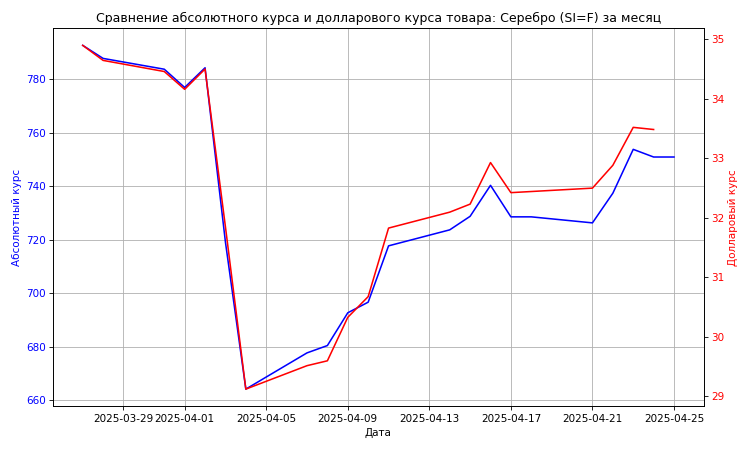 Сравнение абсолютного курса и долларового курса товара: Серебро (SI=F) за месяц
Абсолютный курс
780
760
740
720
700
680
660
35
34
33
32
31
30
29
Долларовый курс
2025-03-29 2025-04-01 2025-04-05 2025-04-09 2025-04-13 2025-04-17 2025-04-21 2025-04-25
Дата